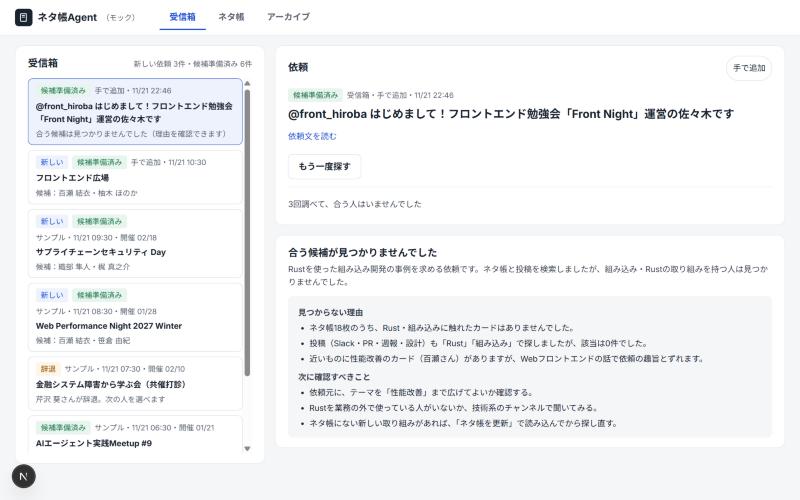 ネタ帳Agent （モック） 受信箱 ネタ帳 アーカイブ
受信箱 新しい依頼 3件・候補準備済み 6件
候補準備済み 手で追加・11/21 22:46
@front_hiroba はじめまして！フロントエンド勉強会
「Front Night」運営の佐々木です
合う候補は見つかりませんでした（理由を確認できます）
新しい 候補準備済み 手で追加・11/21 10:30
フロントエンド広場
候補：百瀬 結衣・柚木 ほのか
新しい 候補準備済み
サンプル・11/21 09:30・開催 02/18
サプライチェーンセキュリティ Day
候補：織部 隼人・梶 真之介
新しい 候補準備済み
サンプル・11/21 08:30・開催 01/28
Web Performance Night 2027 Winter
候補：百瀬 結衣・笹倉 由紀
辞退 サンプル・11/21 07:30・開催 02/10
金融システム障害から学ぶ会（共催打診）
芹沢 葵さんが辞退。次の人を選べます
候補準備済み サンプル・11/21 06:30・開催 01/21
AIエージェント実践Meetup #9
N
依頼 手で追加
候補準備済み 受信箱・手で追加・11/21 22:46
@front_hiroba はじめまして！フロントエンド勉強会「Front Night」運営の佐々木です
依頼文を読む
もう一度探す
3回調べて、合う人はいませんでした
合う候補が見つかりませんでした
Rustを使った組み込み開発の事例を求める依頼です。ネタ帳と投稿を検索しましたが、組み込み・Rustの取り組みを持つ人は見つか
りませんでした。
見つからない理由
• ネタ帳18枚のうち、Rust・組み込みに触れたカードはありませんでした。
• 投稿（Slack・PR・週報・設計）も「Rust」「組み込み」で探しましたが、該当は0件でした。
• 近いものに性能改善のカード（百瀬さん）がありますが、Webフロントエンドの話で依頼の趣旨とずれます。
次に確認すべきこと
• 依頼元に、テーマを「性能改善」まで広げてよいか確認する。
• Rustを業務の外で使っている人がいないか、技術系のチャンネルで聞いてみる。
• ネタ帳にない新しい取り組みがあれば、「ネタ帳を更新」で読み込んでから探し直す。